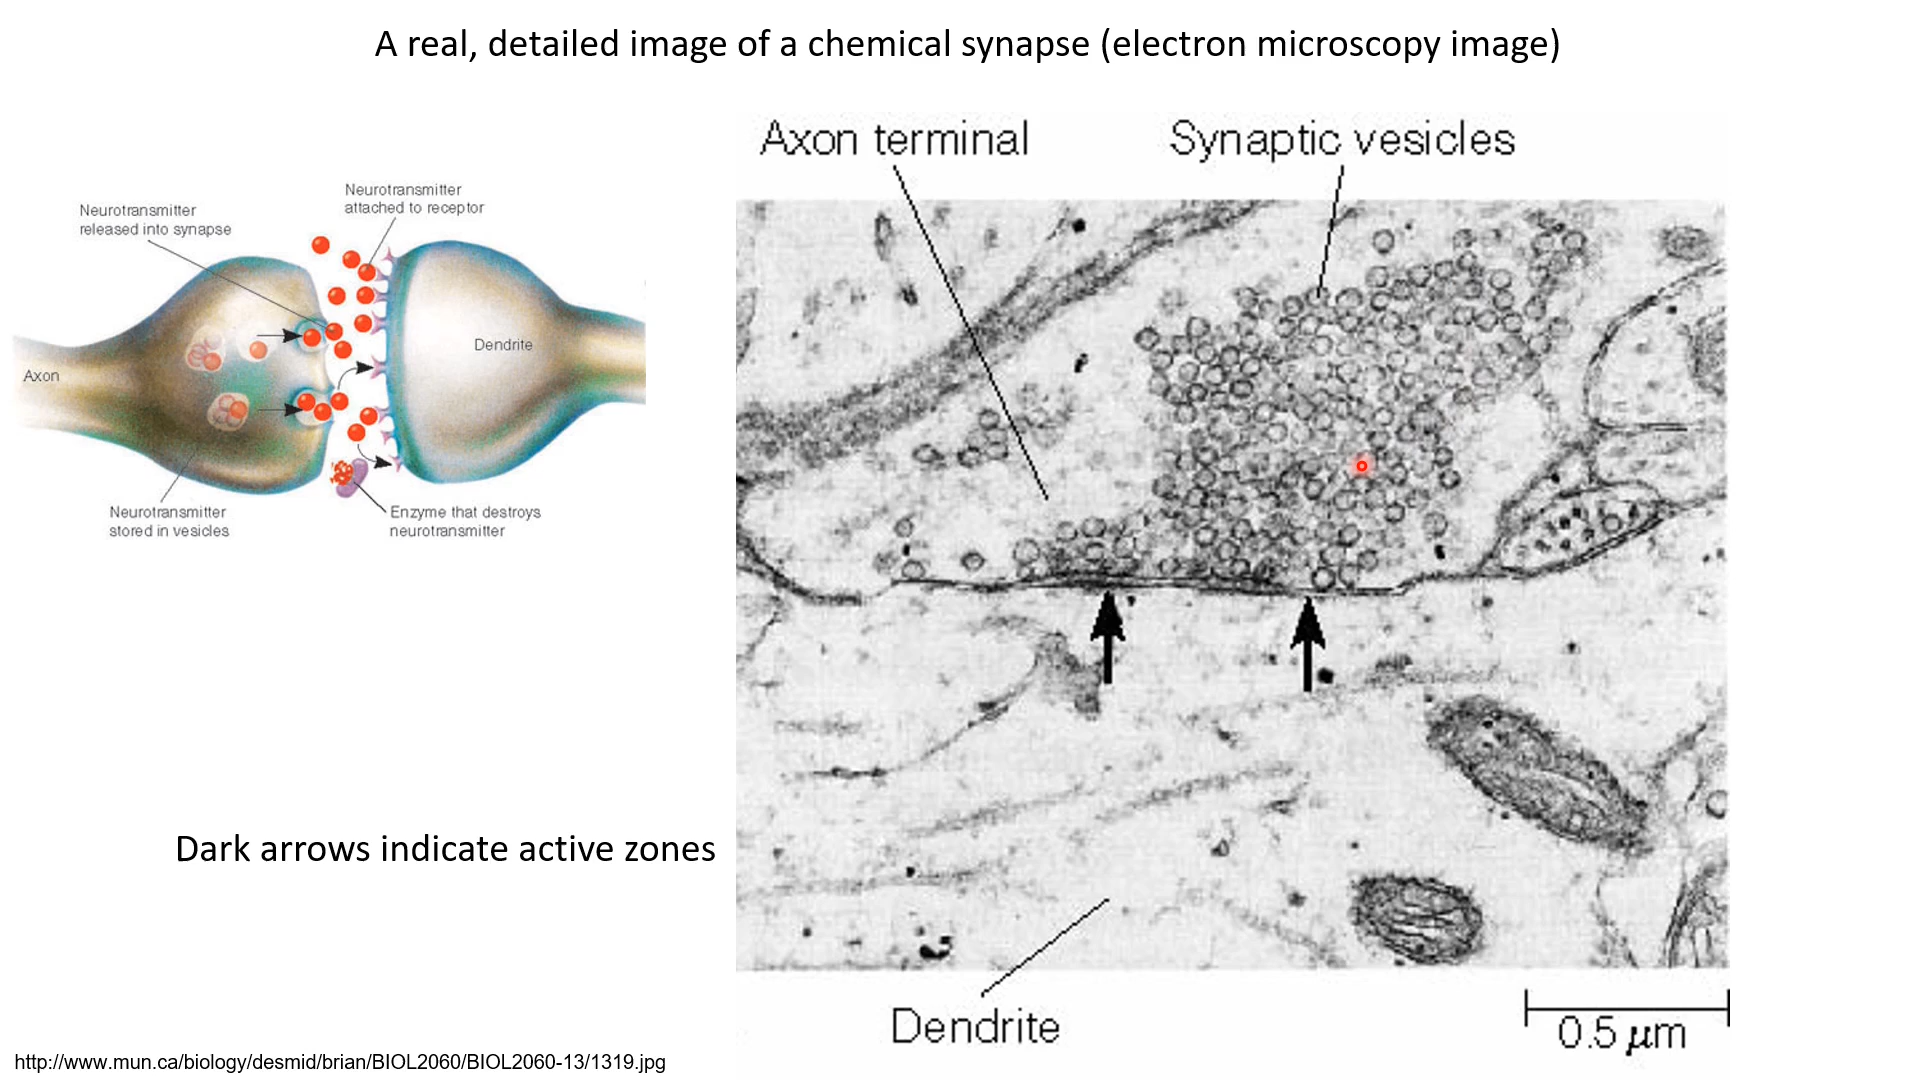 A real, detailed image of a chemical synapse (electron microscopy image)
Neurotransmitter
attached to receptor
Neurotransmitter
released into synapse
Axon
Dendrite
Neurotransmitter
stored in vesicles
Enzyme that destroys
neurotransmitter
Axon terminal
Synaptic vesicles
Dark arrows indicate active zones
Dendrite
0.5 μm
http://www.mun.ca/biology/desmid/brian/BIOL2060/BIOL2060-13/1319.jpg